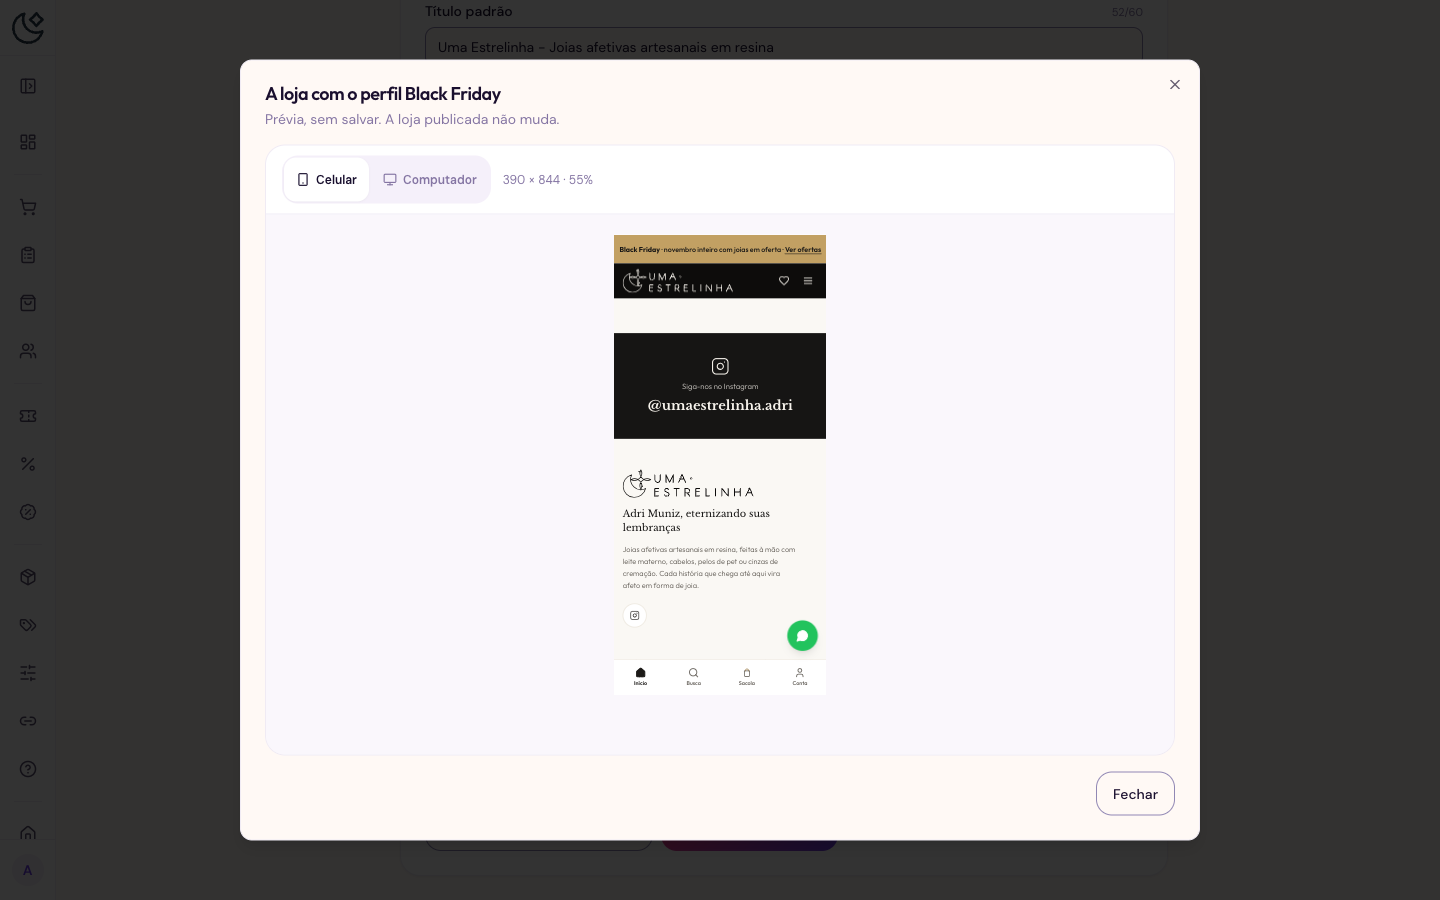 Título padrão
52/60
Uma Estrelinha - Joias afetivas artesanais em resina
A loja com o perfil Black Friday
Prévia, sem salvar. A loja publicada não muda.
Celular
Computador
390 × 844 · 55%
Black Friday · novembro inteiro com joias em oferta · Ver ofertas
UMA
ESTRELINHA
Siga-nos no Instagram
@umaestrelinha.adri
UMA
ESTRELINHA
Adri Muniz, eternizando suas
lembranças
Joias afetivas artesanais em resina, feitas à mão com
leite materno, cabelos, pelos de pet ou cinzas de
cremação. Cada história que chega até aqui vira
afeto em forma de joia.
Início
Busca
Sacola
Conta
Fechar
A